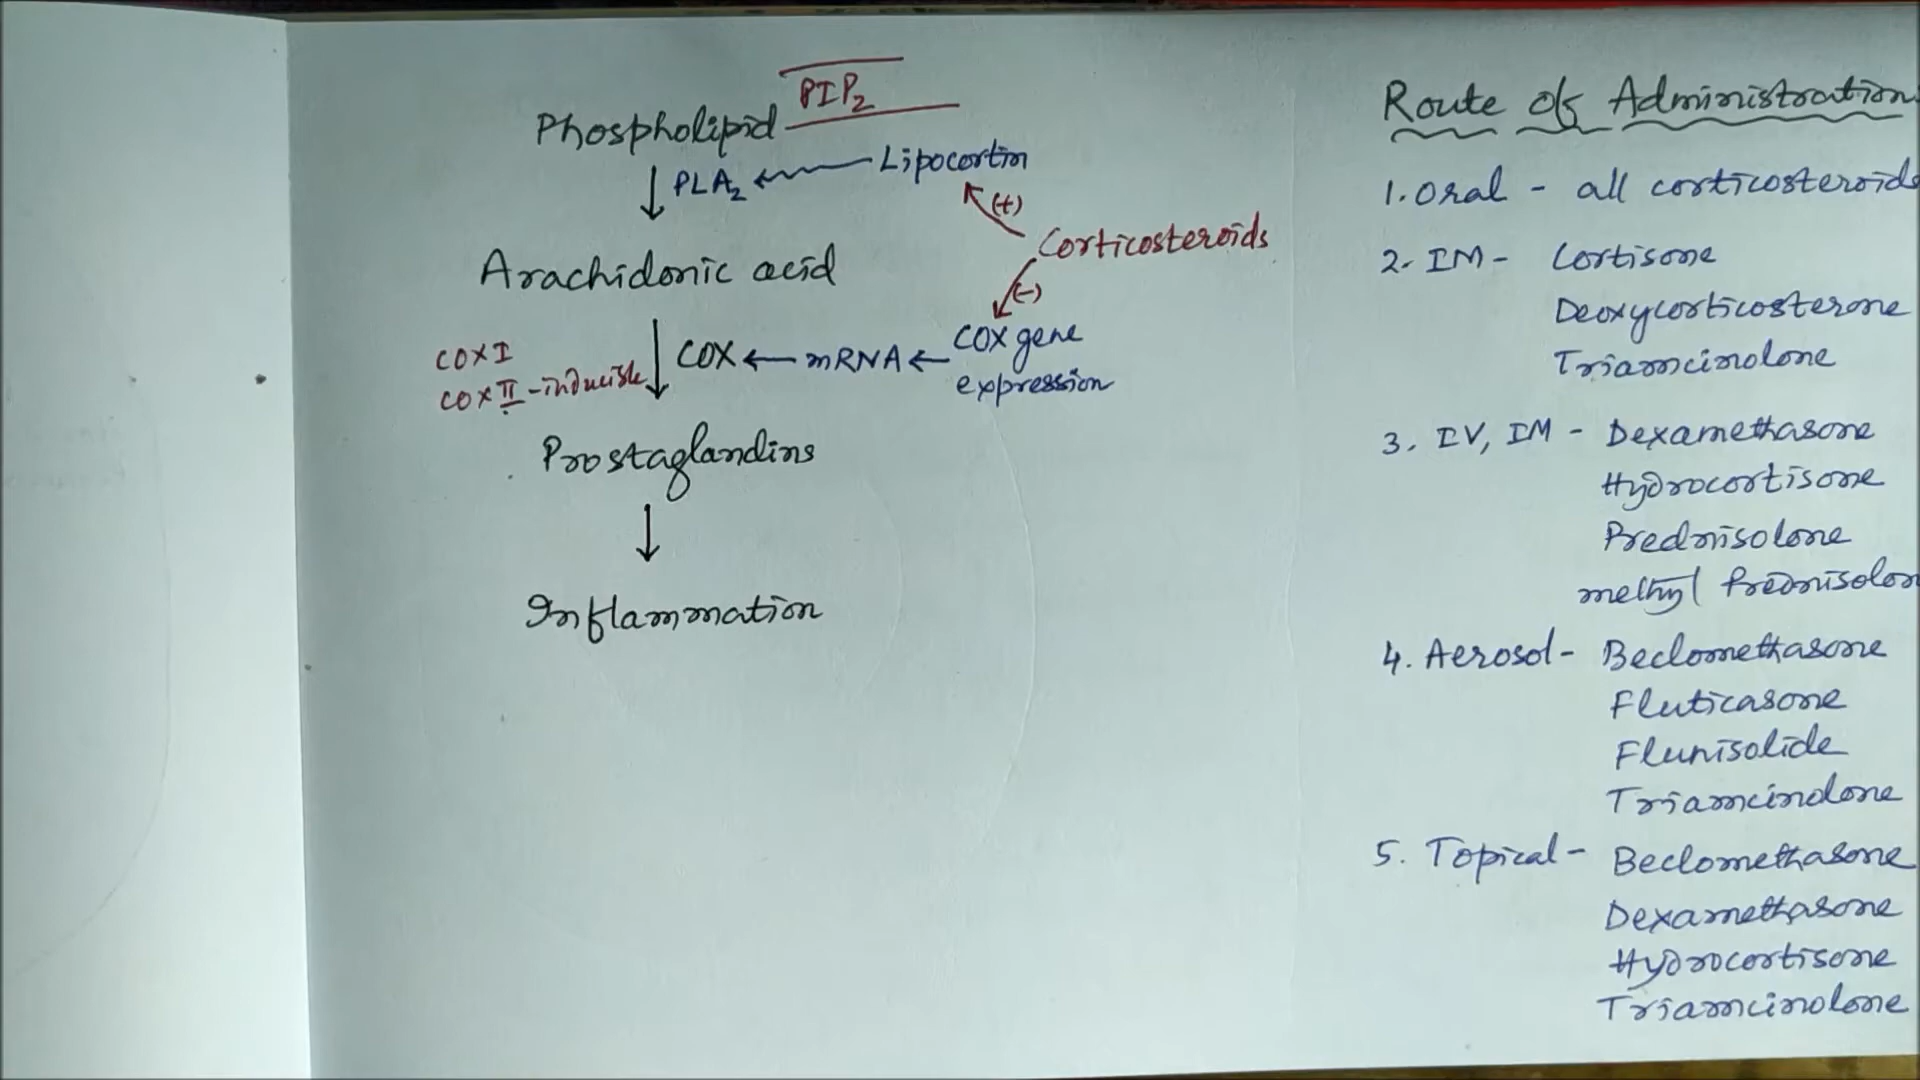 PIP2
Phospholipid
PLA2 ← Lipocortin
(+)
Corticosteroids
(-)
Arachidonic acid
COX I
COX II - inducible
COX ← mRNA ← COX gene
expression
Prostaglandins
Inflammation
Route of Administration
1. Oral - all corticosteroids
2. IM - Cortisone
Deoxycorticosterone
Triamcinolone
3. IV, IM - Dexamethasone
Hydrocortisone
Prednisolone
methyl Prednisolon
4. Aerosol - Beclomethasone
Fluticasone
Flunisolide
Triamcinolone
5. Topical - Beclomethasone
Dexamethasone
Hydrocortisone
Triamcinolone